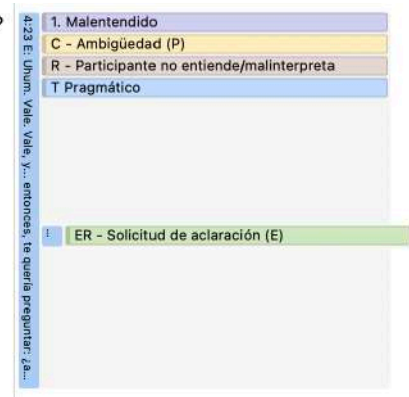 4:23 E: Uhum. Vale. Vale, y... entonces, te quería preguntar: ¿a...
1. Malentendido
C - Ambigüedad (P)
R - Participante no entiende/malinterpreta
T Pragmático
ER - Solicitud de aclaración (E)